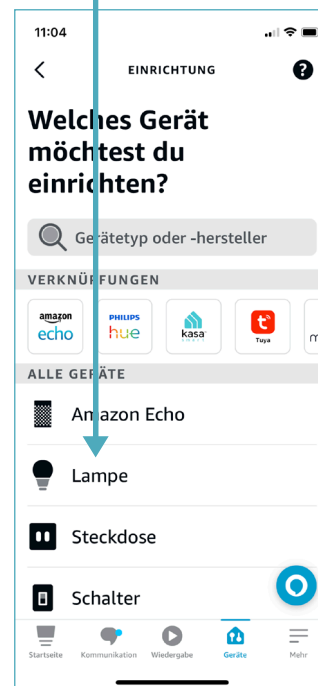 11:04
EINRICHTUNG
?
Welches Gerät
möchtest du
einrichten?
Gerätetyp oder -hersteller
VERKNÜPFUNGEN
amazon
echo
PHILIPS
hue
kasa
Tuya
m
ALLE GERÄTE
Amazon Echo
Lampe
Steckdose
Schalter
Startseite Kommunikation Wiedergabe Geräte Mehr